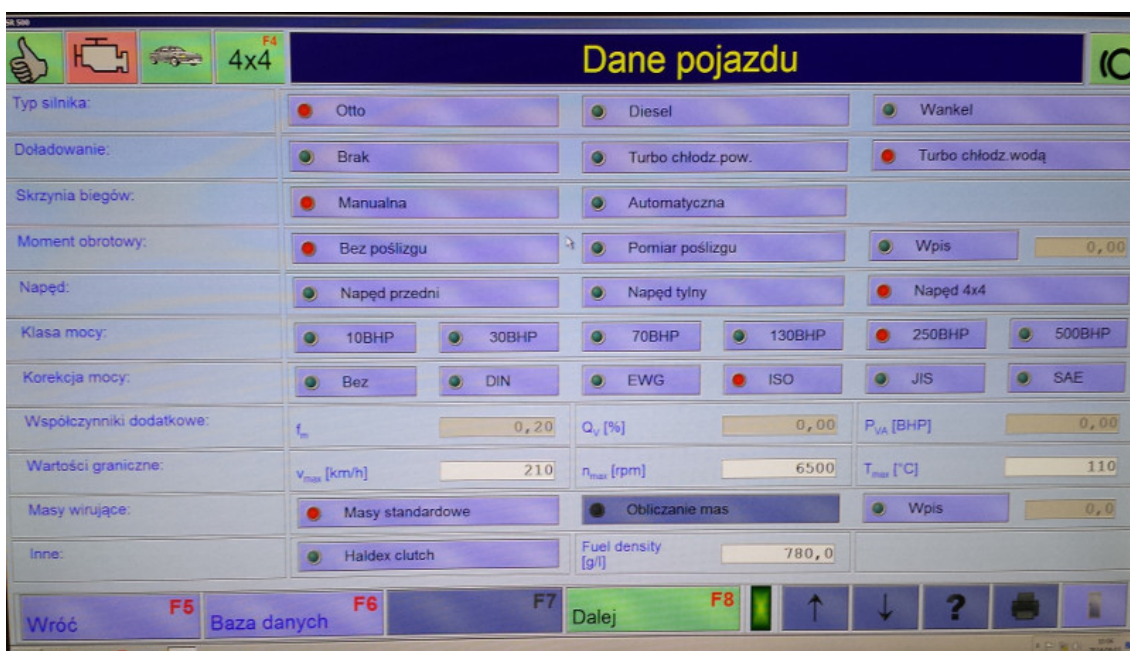 SR 500
F4
4x4
Dane pojazdu
Typ silnika:
Otto
Diesel
Wankel
Doładowanie:
Brak
Turbo chłodz.pow.
Turbo chłodz.wodą
Skrzynia biegów:
Manualna
Automatyczna
Moment obrotowy:
Bez poślizgu
Pomiar poślizgu
Wpis
0,00
Napęd:
Napęd przedni
Napęd tylny
Napęd 4x4
Klasa mocy:
10BHP
30BHP
70BHP
130BHP
250BHP
500BHP
Korekcja mocy:
Bez
DIN
EWG
ISO
JIS
SAE
Współczynniki dodatkowe:
fm
0,20
Qv [%]
0,00
PVA [BHP]
0,00
Wartości graniczne:
vmax [km/h]
210
nmax [rpm]
6500
Tmax [°C]
110
Masy wirujące:
Masy standardowe
Obliczanie mas
Wpis
0,0
Inne:
Haldex clutch
Fuel density
[g/l]
780,0
Wróć F5
Baza danych F6
F7
Dalej F8
?